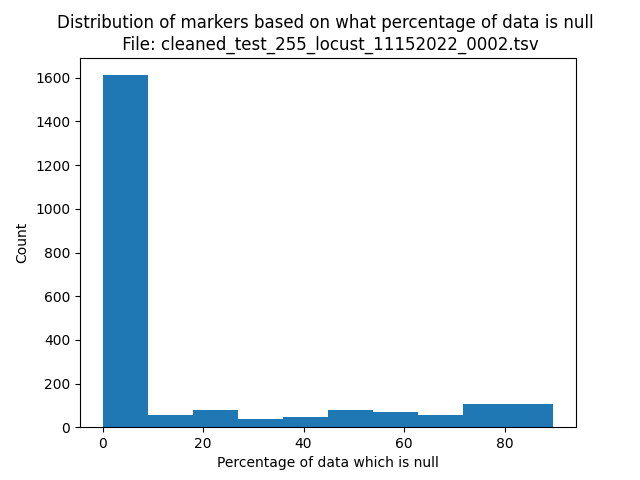 Distribution of markers based on what percentage of data is null
File: cleaned_test_255_locust_11152022_0002.tsv
1600
1400
1200
1000
800
600
400
200
0
Count
0 20 40 60 80
Percentage of data which is null